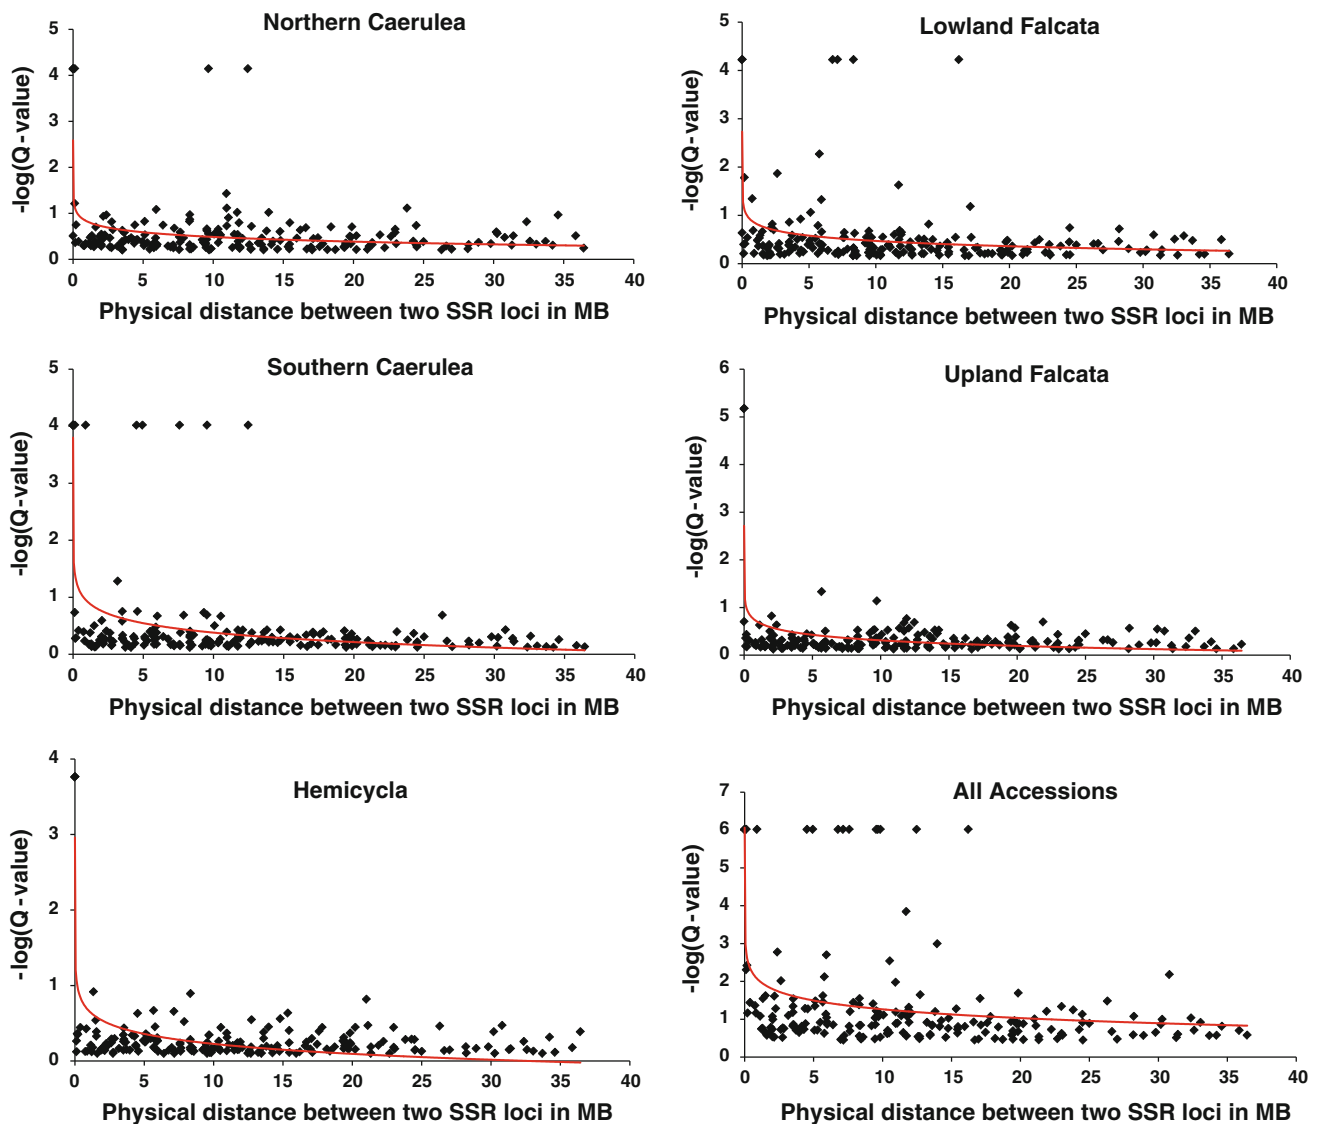 Northern Caerulea
-log(Q-value)
5
4
3
2
1
0
0 5 10 15 20 25 30 35 40
Physical distance between two SSR loci in MB
Lowland Falcata
-log(Q-value)
5
4
3
2
1
0
0 5 10 15 20 25 30 35 40
Physical distance between two SSR loci in MB
Southern Caerulea
-log(Q-value)
5
4
3
2
1
0
0 5 10 15 20 25 30 35 40
Physical distance between two SSR loci in MB
Upland Falcata
-log(Q-value)
6
5
4
3
2
1
0
0 5 10 15 20 25 30 35 40
Physical distance between two SSR loci in MB
Hemicycla
-log(Q-value)
4
3
2
1
0
0 5 10 15 20 25 30 35 40
Physical distance between two SSR loci in MB
All Accessions
-log(Q-value)
7
6
5
4
3
2
1
0
0 5 10 15 20 25 30 35 40
Physical distance between two SSR loci in MB